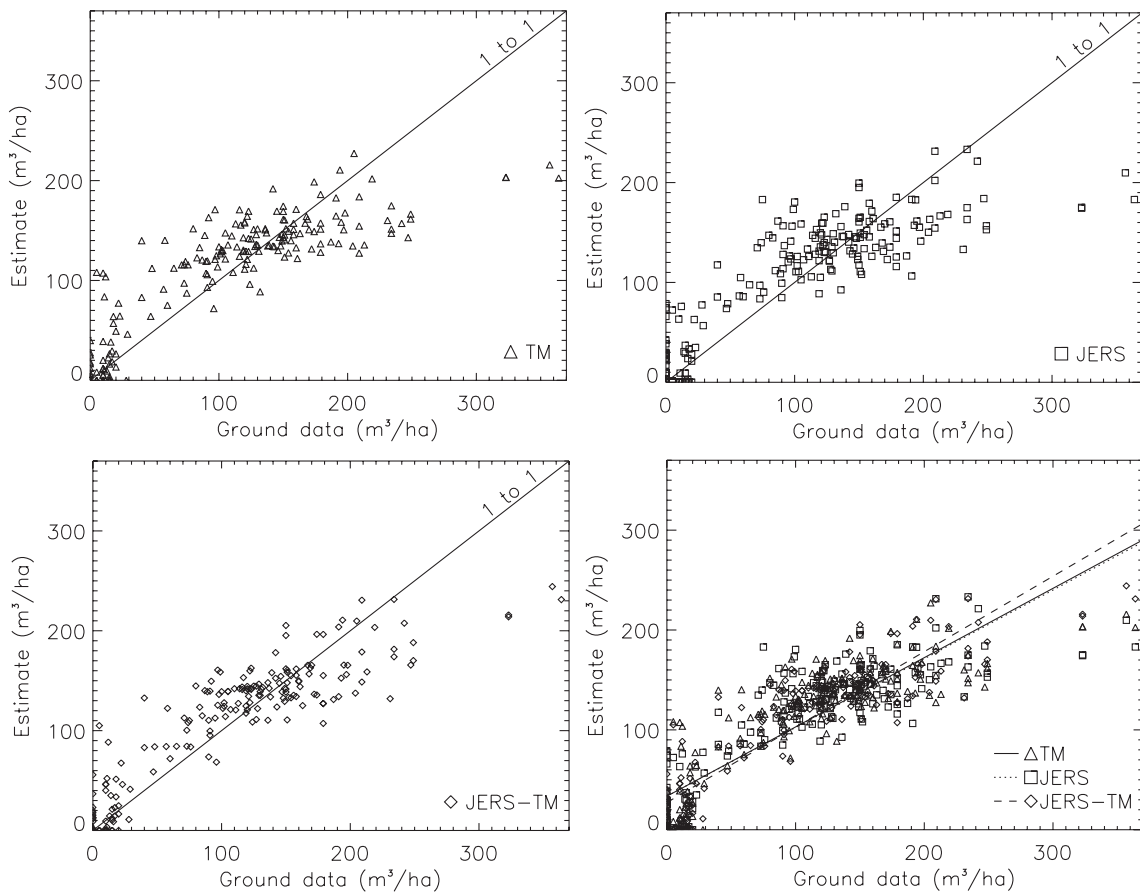 1 to 1
Estimate (m³/ha)
300
200
100
0
△ TM
0 100 200 300
Ground data (m³/ha)
1 to 1
Estimate (m³/ha)
300
200
100
0
□ JERS
0 100 200 300
Ground data (m³/ha)
1 to 1
Estimate (m³/ha)
300
200
100
0
◇ JERS-TM
0 100 200 300
Ground data (m³/ha)
Estimate (m³/ha)
300
200
100
0
△ TM
□ JERS
◇ JERS-TM
0 100 200 300
Ground data (m³/ha)